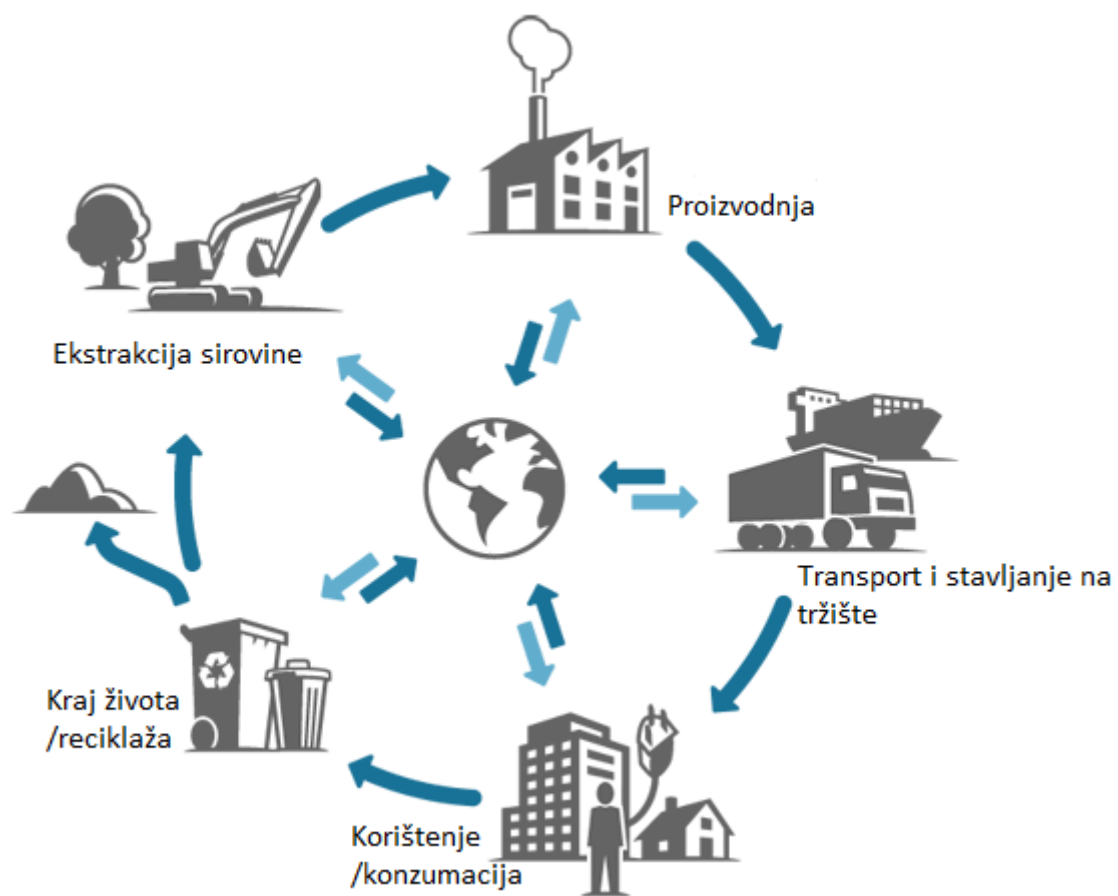 Proizvodnja
Ekstrakcija sirovine
Transport i stavljanje na
tržište
Kraj života
/reciklaža
Korištenje
/konzumacija